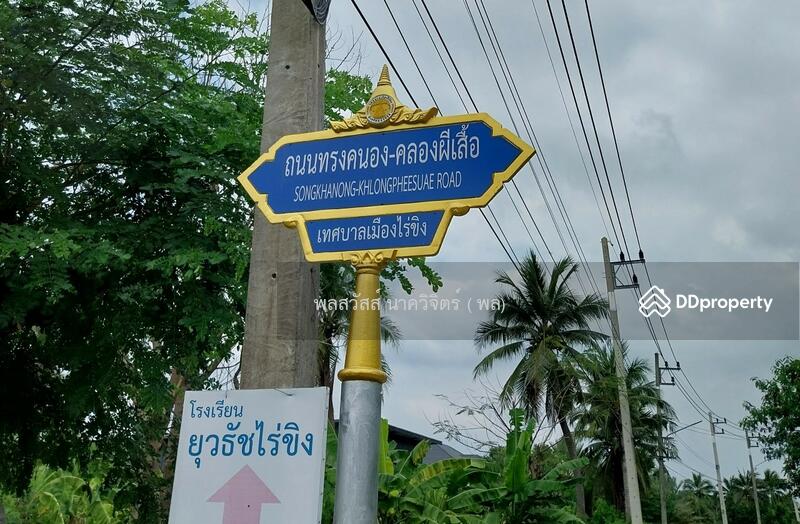 ถนนทรงคนอง-คลองผีเสื้อ
SONGKHANONG-KHLONGPHEESUAE ROAD
เทศบาลเมืองไร่ขิง
พลสวัสส นาควิจิตร์ ( พล)
DDproperty
โรงเรียน
ยุวธัชไร่ขิง